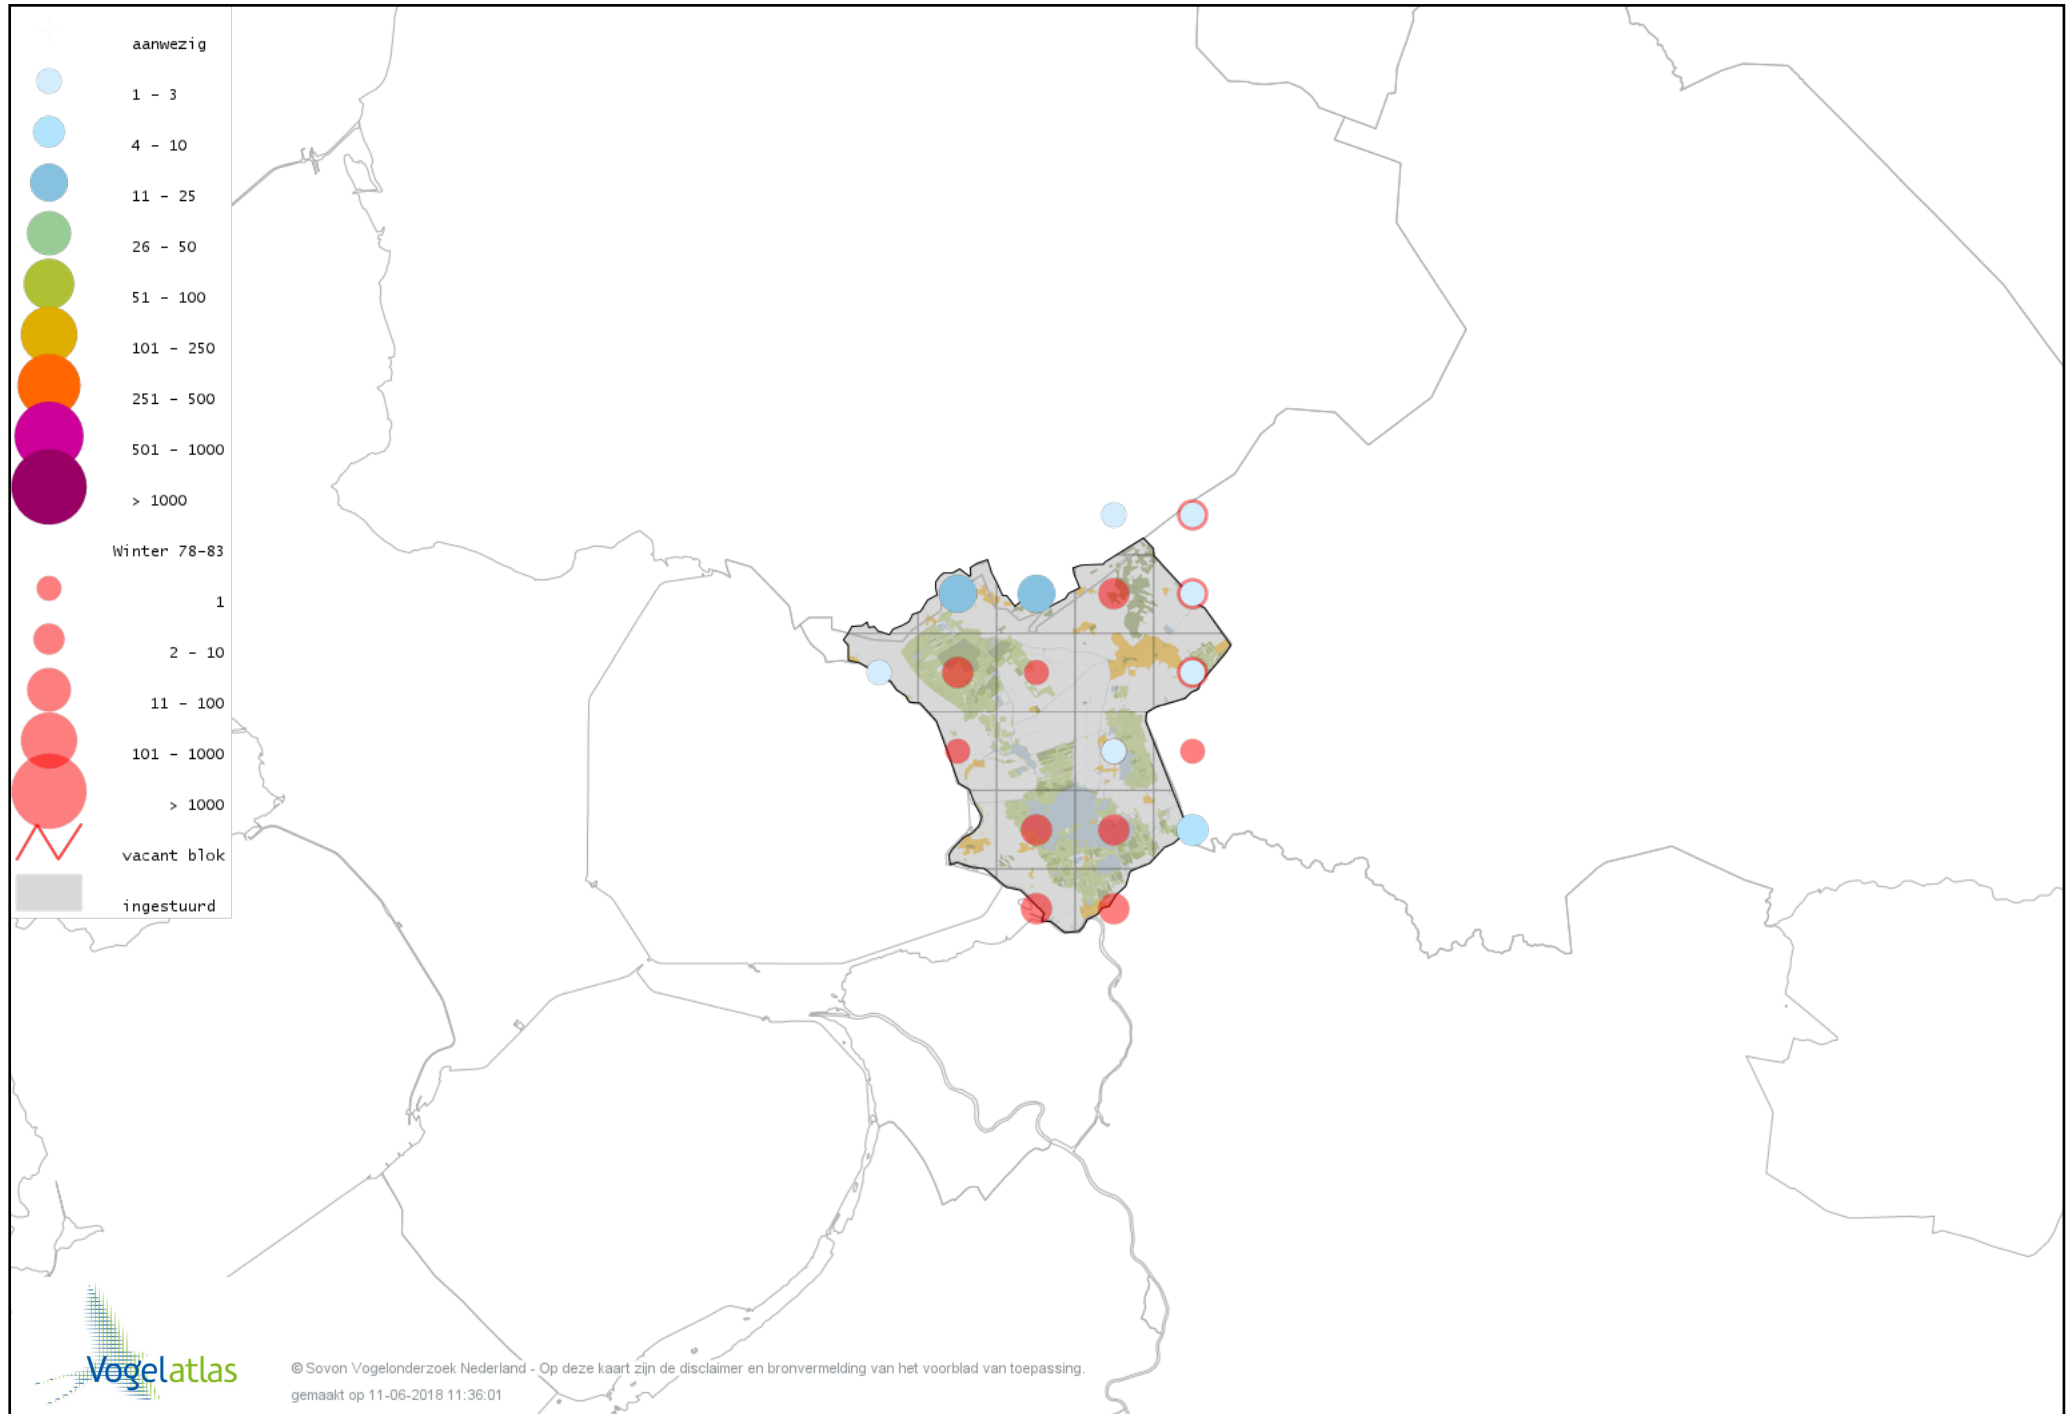 aanwezig
1 - 3
4 - 10
11 - 25
26 - 50
51 - 100
101 - 250
251 - 500
501 - 1000
> 1000
Winter 78-83
1
2 - 10
11 - 100
101 - 1000
> 1000
vacant blok
ingestuurd
Vogelatlas
© Sovon Vogelonderzoek Nederland - Op deze kaart zijn de disclaimer en bronvermelding van het voorblad van toepassing.
gemaakt op 11-06-2018 11:36:01